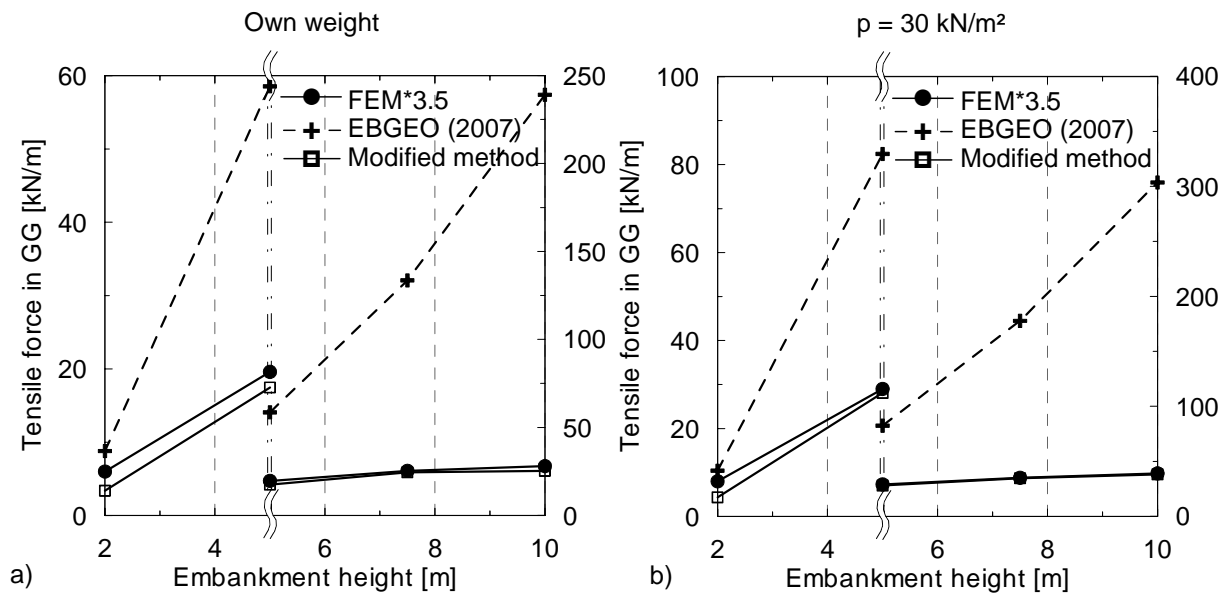 Own weight
p = 30 kN/m²
Tensile force in GG [kN/m]
60
40
20
0
250
200
150
100
50
0
FEM*3.5
EBGEO (2007)
Modified method
2
4
6
8
10
Embankment height [m]
a)
Tensile force in GG [kN/m]
100
80
60
40
20
0
400
300
200
100
0
FEM*3.5
EBGEO (2007)
Modified method
2
4
6
8
10
Embankment height [m]
b)